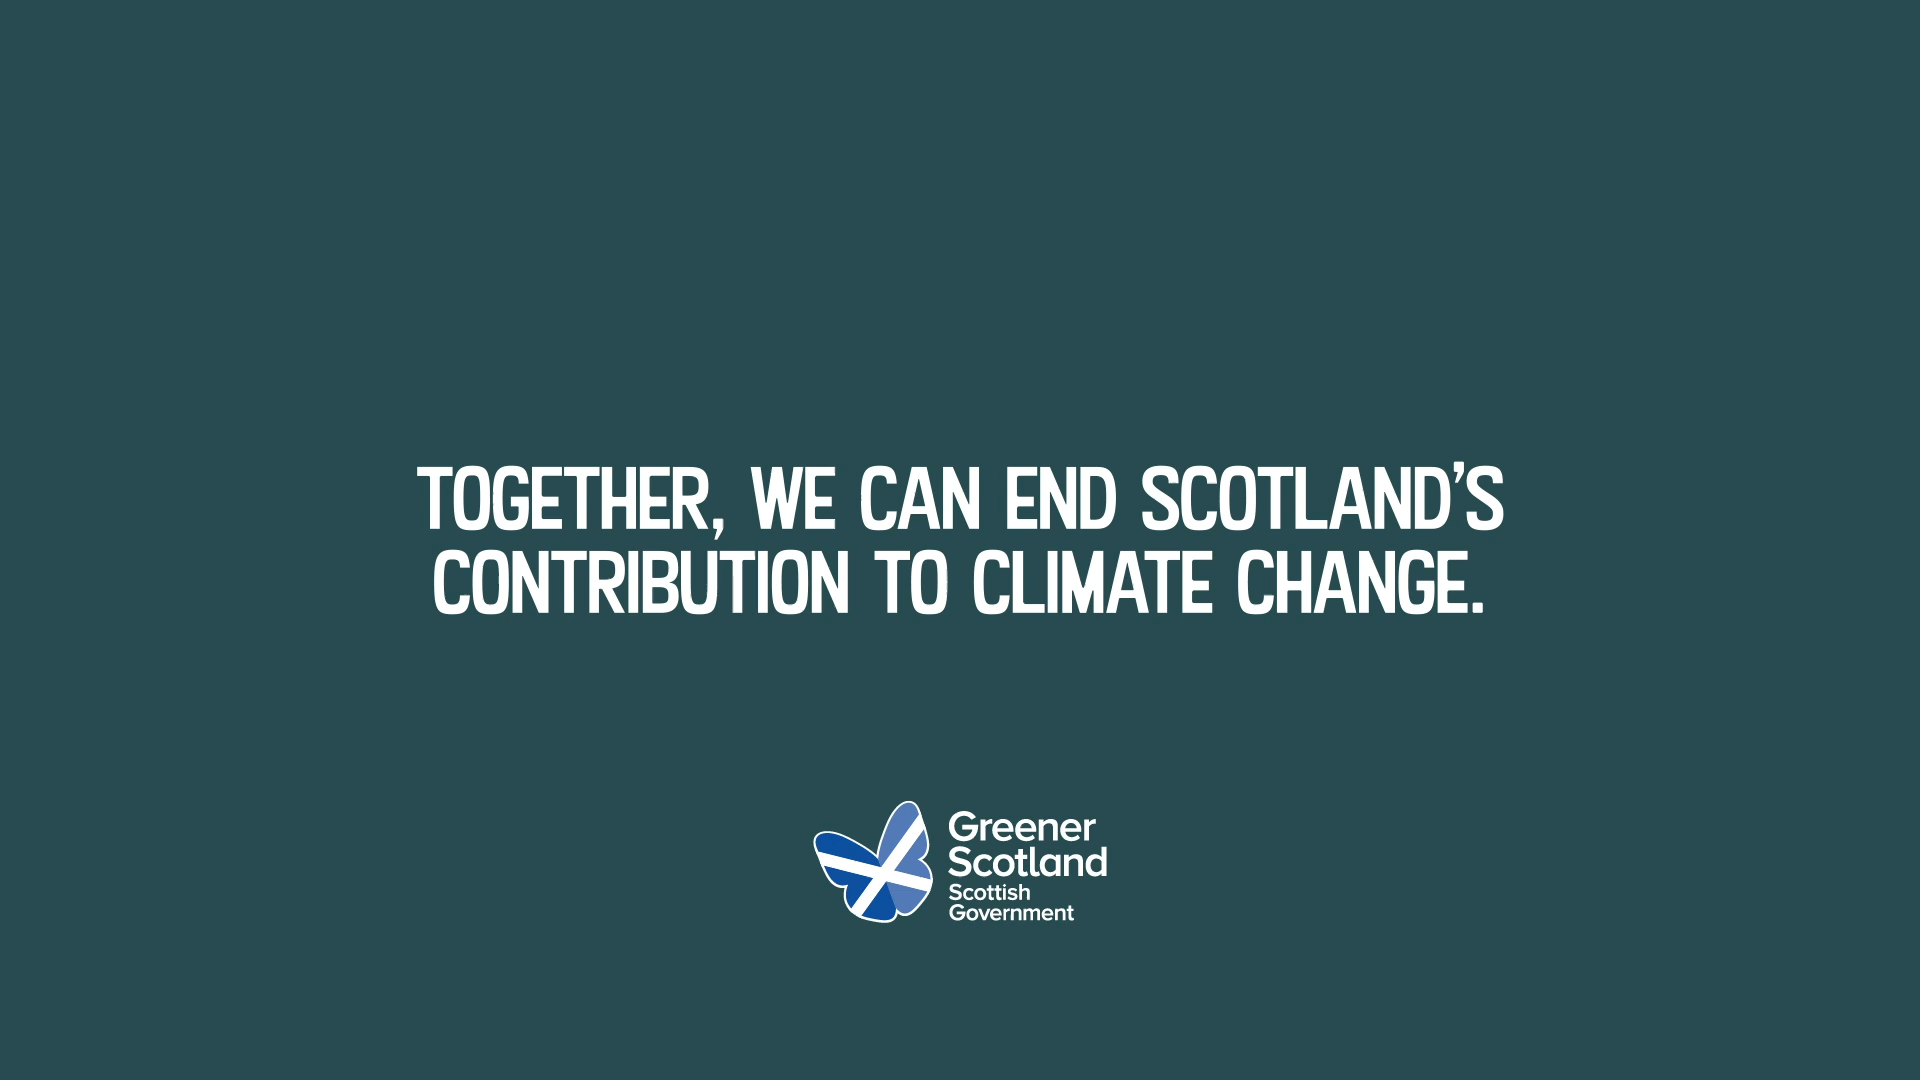 TOGETHER, WE CAN END SCOTLAND’S
CONTRIBUTION TO CLIMATE CHANGE.
Greener
Scotland
Scottish
Government